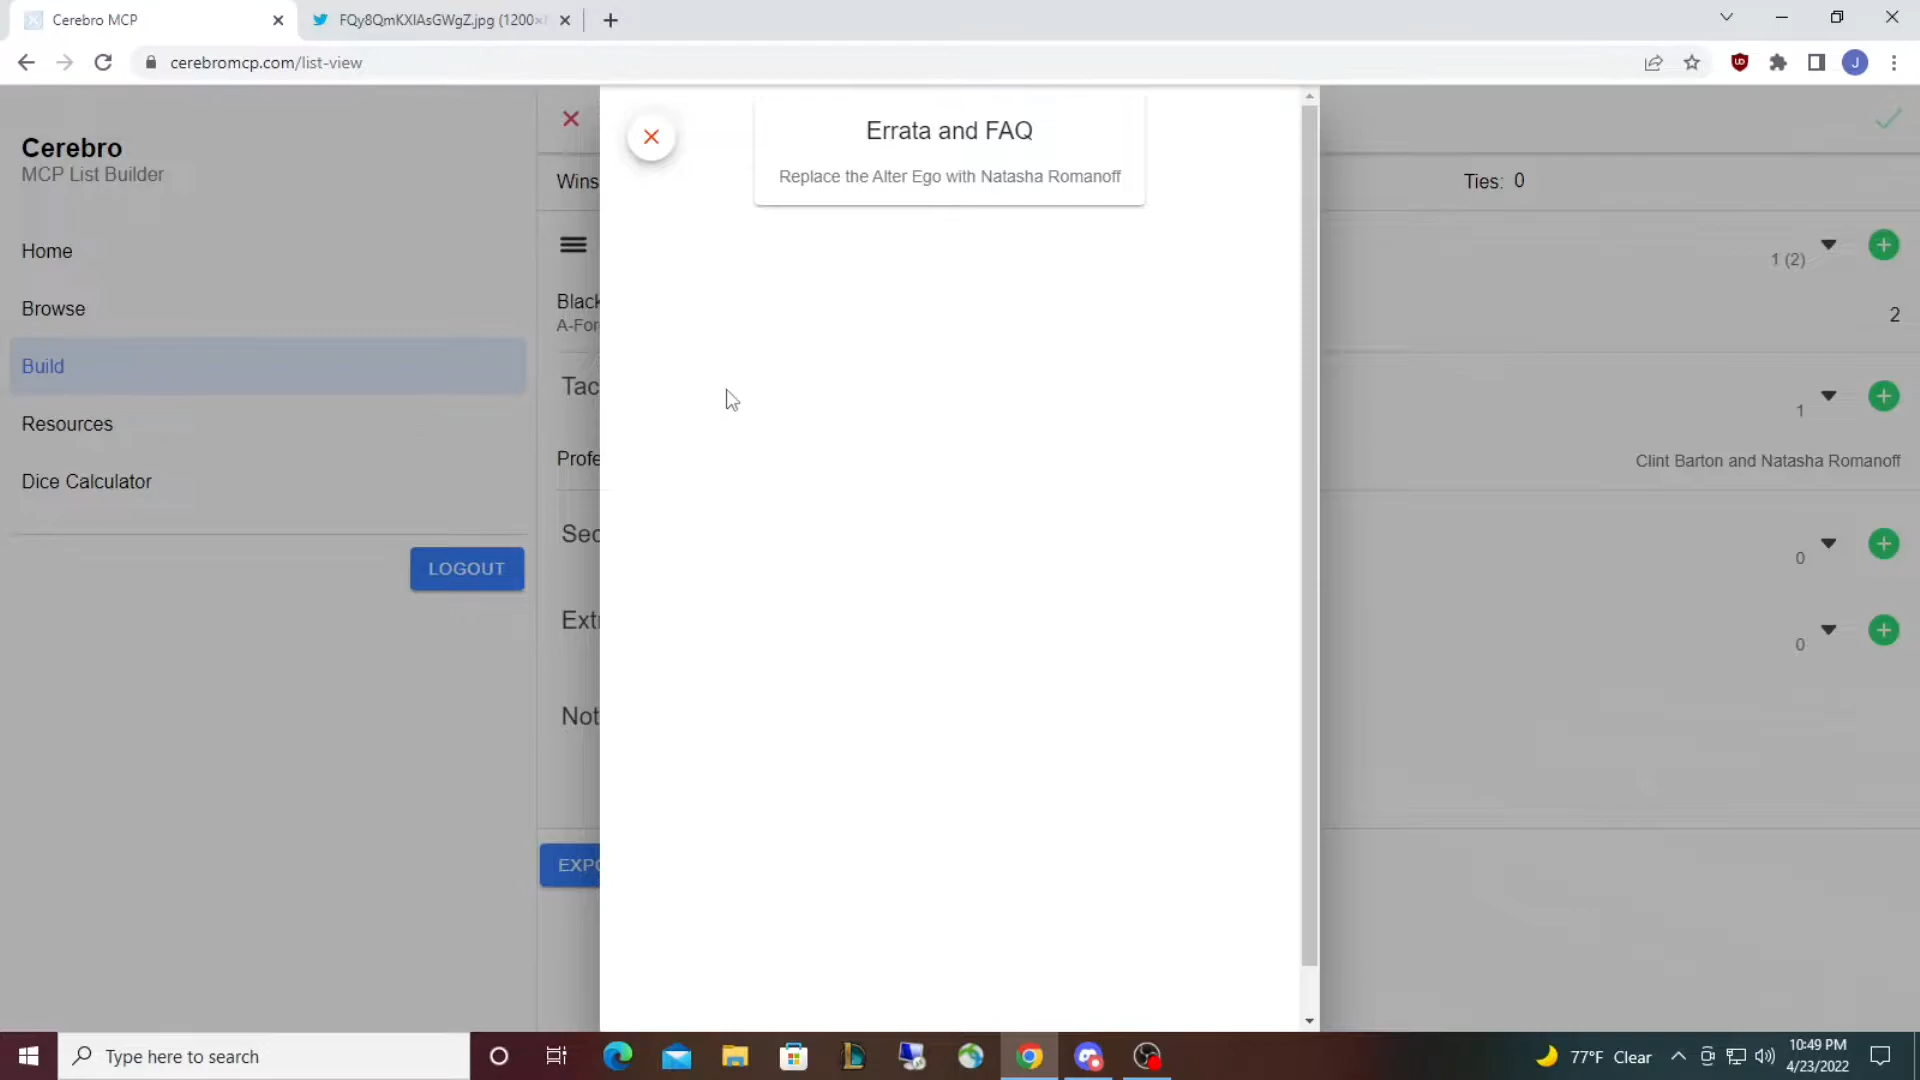 Cerebro MCP
FQy8QmKXIAsGWgZ.jpg (1200×
cerebromcp.com/list-view
J
Cerebro
MCP List Builder
Home
Browse
Build
Resources
Dice Calculator
LOGOUT
Errata and FAQ
Replace the Alter Ego with Natasha Romanoff
Wins
Ties: 0
1 (2)
Black
A-For
2
Tac
1
Profe
Clint Barton and Natasha Romanoff
Sec
0
Extr
0
Not
EXPO
Type here to search
77°F Clear
10:49 PM
4/23/2022